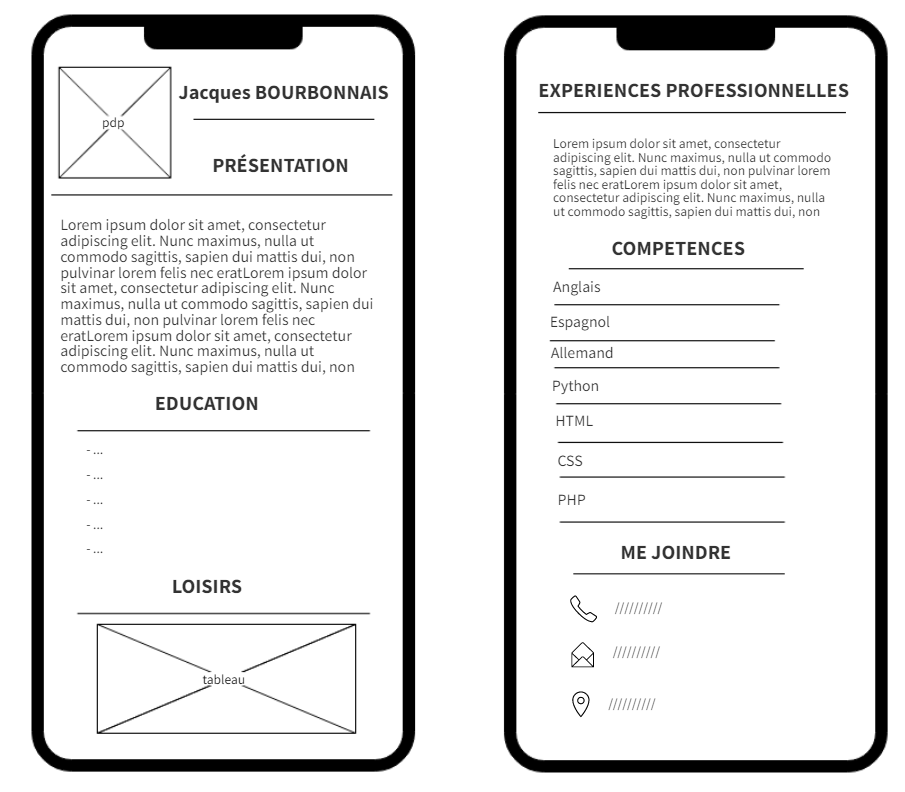 Jacques BOURBONNAIS
pdp
PRÉSENTATION
Lorem ipsum dolor sit amet, consectetur
adipiscing elit. Nunc maximus, nulla ut
commodo sagittis, sapien dui mattis dui, non
pulvinar lorem felis nec eratLorem ipsum dolor
sit amet, consectetur adipiscing elit. Nunc
maximus, nulla ut commodo sagittis, sapien dui
mattis dui, non pulvinar lorem felis nec
eratLorem ipsum dolor sit amet, consectetur
adipiscing elit. Nunc maximus, nulla ut
commodo sagittis, sapien dui mattis dui, non
EDUCATION
- ...
- ...
- ...
- ...
- ...
LOISIRS
tableau
EXPERIENCES PROFESSIONNELLES
Lorem ipsum dolor sit amet, consectetur
adipiscing elit. Nunc maximus, nulla ut commodo
sagittis, sapien dui mattis dui, non pulvinar lorem
felis nec eratLorem ipsum dolor sit amet,
consectetur adipiscing elit. Nunc maximus, nulla
ut commodo sagittis, sapien dui mattis dui, non
COMPETENCES
Anglais
Espagnol
Allemand
Python
HTML
CSS
PHP
ME JOINDRE
//////////
//////////
//////////